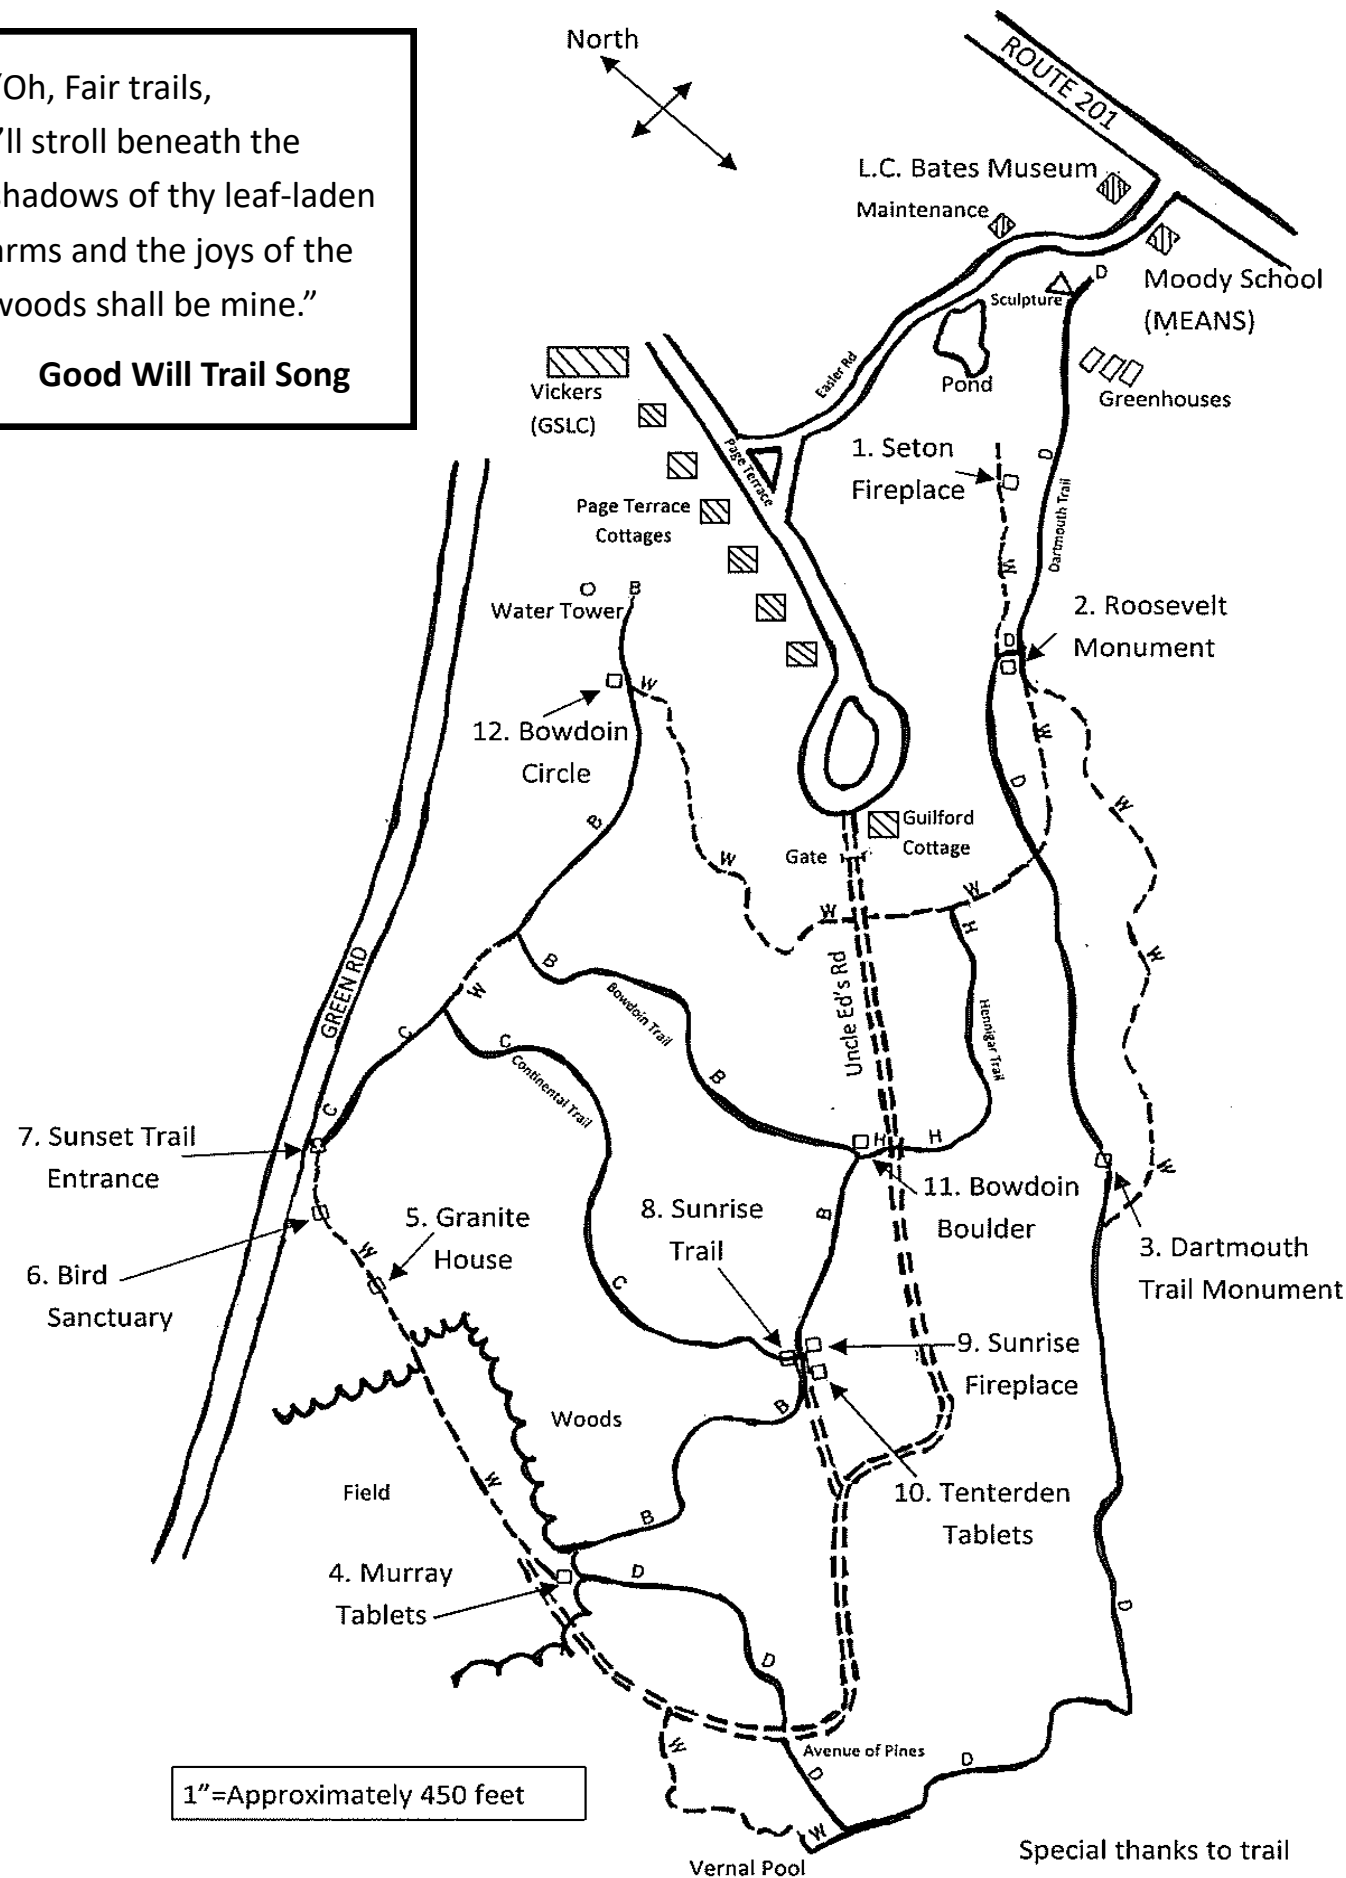 “Oh, Fair trails,
I’ll stroll beneath the
shadows of thy leaf-laden
arms and the joys of the
woods shall be mine.”
Good Will Trail Song
North
ROUTE 201
L.C. Bates Museum
Maintenance
Moody School
(MEANS)
D
Sculpture
Pond
Greenhouses
Easler Rd
Vickers
(GSLC)
Page Terrace
Page Terrace
Cottages
1. Seton
Fireplace
D
Dartmouth Trail
W
2. Roosevelt
Monument
D
Water Tower
B
W
12. Bowdoin
Circle
W
D
W
B
Guilford
Cottage
Gate
W
W
W
H
W
GREEN RD
Uncle Ed's Rd
Hennigar Trail
B
Bowdoin Trail
W
C
C
Continental Trail
B
C
7. Sunset Trail
Entrance
H
H
W
11. Bowdoin
Boulder
B
8. Sunrise
Trail
5. Granite
House
W
6. Bird
Sanctuary
3. Dartmouth
Trail Monument
C
9. Sunrise
Fireplace
B
Woods
Field
W
10. Tenterden
Tablets
B
4. Murray
Tablets
D
D
D
W
Avenue of Pines
D
D
1”=Approximately 450 feet
W
Vernal Pool
Special thanks to trail